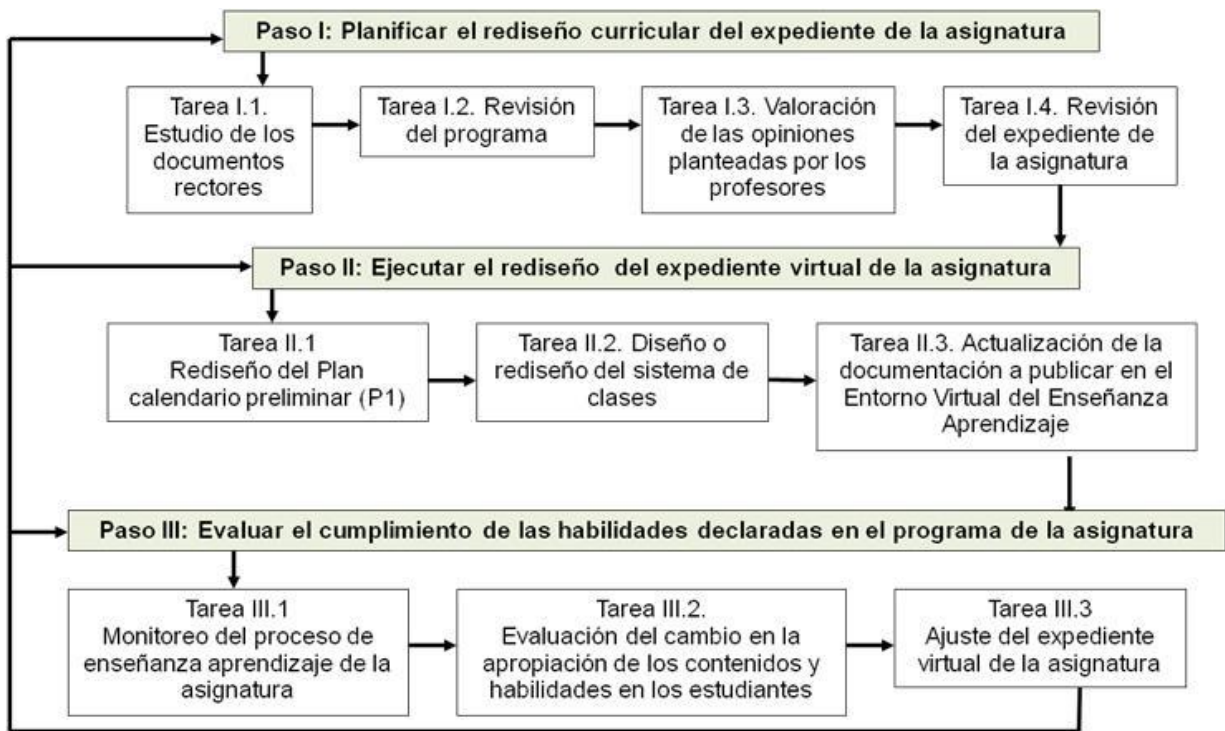 Paso I: Planificar el rediseño curricular del expediente de la asignatura
Tarea I.1.
Estudio de los
documentos
rectores
Tarea I.2. Revisión
del programa
Tarea I.3. Valoración
de las opiniones
planteadas por los
profesores
Tarea I.4. Revisión
del expediente de
la asignatura
Paso II: Ejecutar el rediseño del expediente virtual de la asignatura
Tarea II.1
Rediseño del Plan
calendario preliminar (P1)
Tarea II.2. Diseño o
rediseño del sistema de
clases
Tarea II.3. Actualización de la
documentación a publicar en el
Entorno Virtual del Enseñanza
Aprendizaje
Paso III: Evaluar el cumplimiento de las habilidades declaradas en el programa de la asignatura
Tarea III.1
Monitoreo del proceso de
enseñanza aprendizaje de la
asignatura
Tarea III.2.
Evaluación del cambio en la
apropiación de los contenidos y
habilidades en los estudiantes
Tarea III.3
Ajuste del expediente
virtual de la asignatura